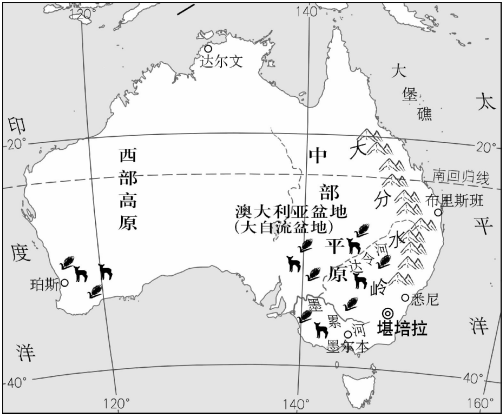 120°
140°
达尔文
大堡礁
太平洋
印度洋
20°
20°
西部高原
中部平原
大分水岭
南回归线
布里斯班
澳大利亚盆地
(大自流盆地)
达令河
珀斯
悉尼
墨累河
堪培拉
墨尔本
40°
40°
120°
140°
160°